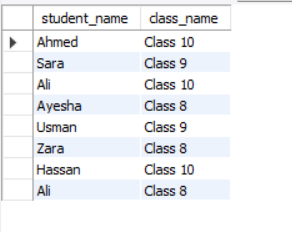 student_name class_name
Ahmed Class 10
Sara Class 9
Ali Class 10
Ayesha Class 8
Usman Class 9
Zara Class 8
Hassan Class 10
Ali Class 8